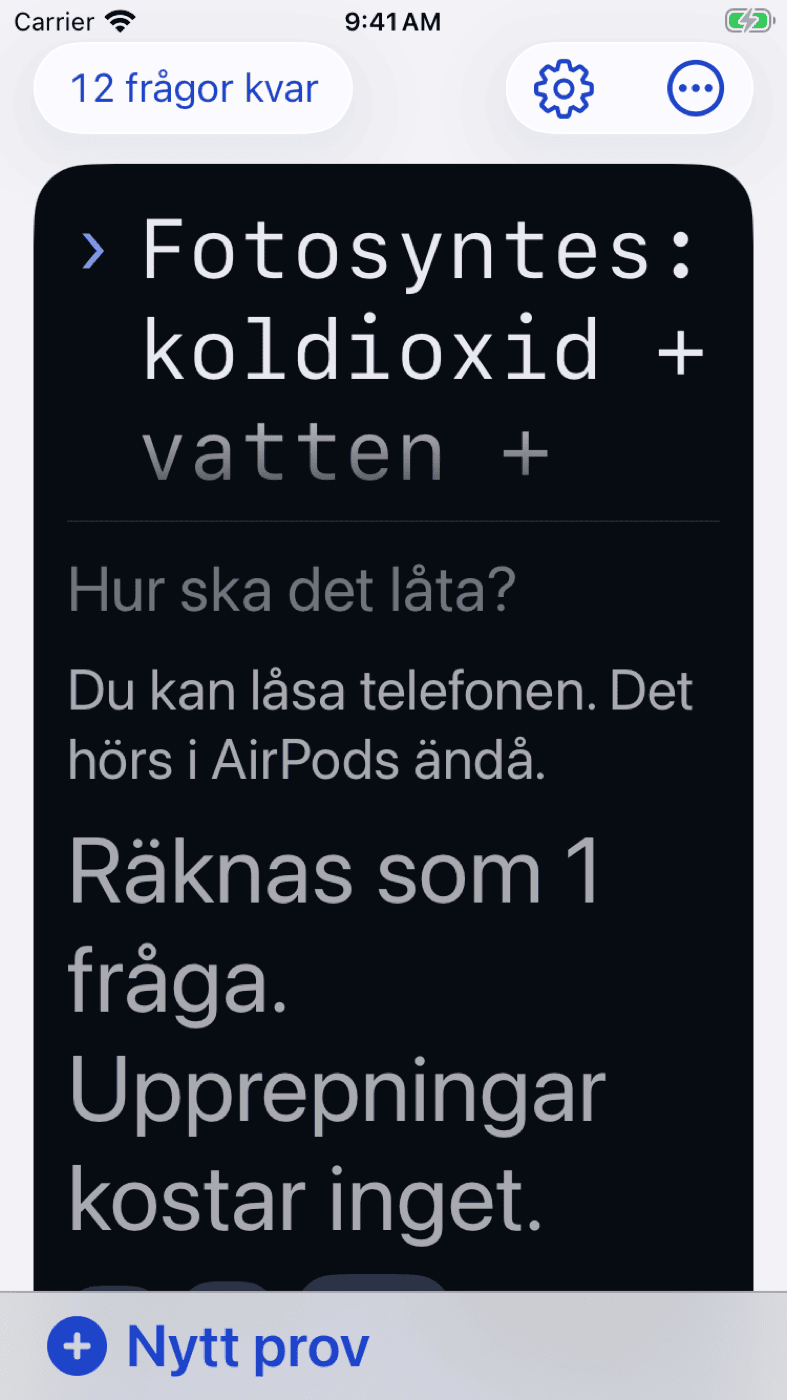 Carrier 9:41 AM
12 frågor kvar
› Fotosyntes:
koldioxid +
vatten +
Hur ska det låta?
Du kan låsa telefonen. Det
hörs i AirPods ändå.
Räknas som 1
fråga.
Upprepningar
kostar inget.
Nytt prov